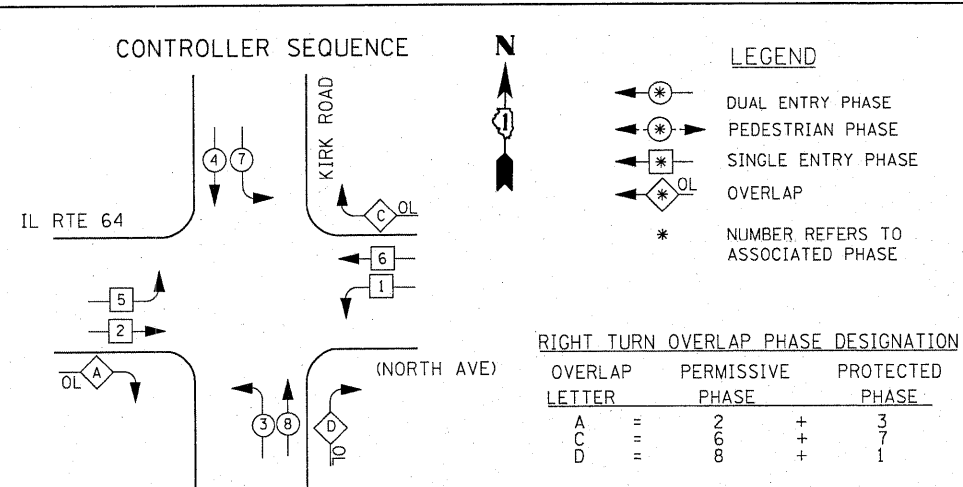 CONTROLLER SEQUENCE
N
1
KIRK ROAD
4 7
C OL
IL RTE 64
6
1
5
2
OL A
(NORTH AVE)
3 8 D
OL
LEGEND
* DUAL ENTRY PHASE
* PEDESTRIAN PHASE
* SINGLE ENTRY PHASE
* OL OVERLAP
* NUMBER REFERS TO
ASSOCIATED PHASE
RIGHT TURN OVERLAP PHASE DESIGNATION
OVERLAP PERMISSIVE PROTECTED
LETTER PHASE PHASE
A = 2 + 3
C = 6 + 7
D = 8 + 1